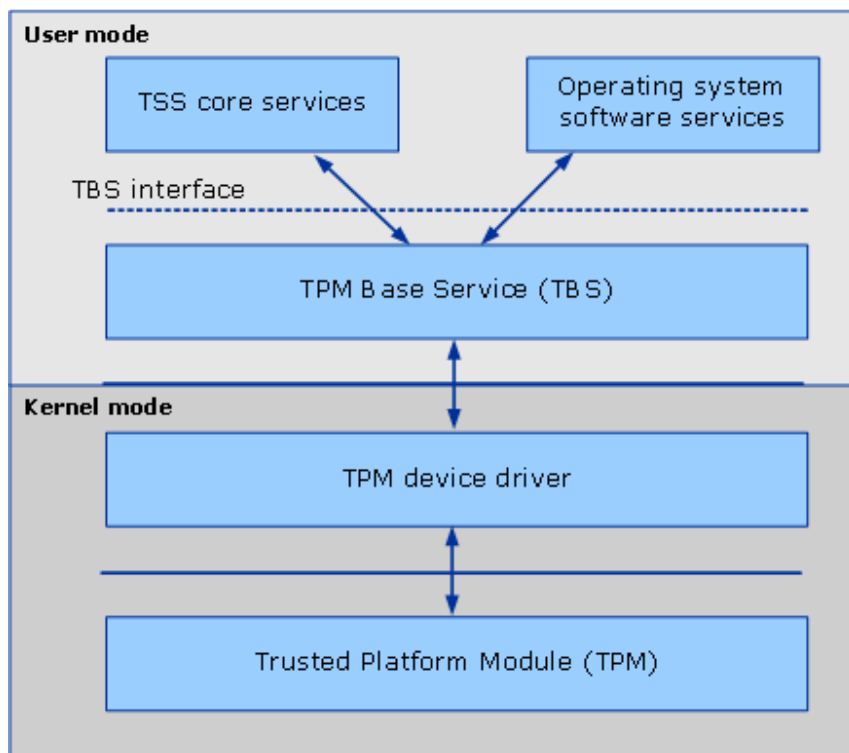 User mode
TSS core services
Operating system
software services
TBS interface
TPM Base Service (TBS)
Kernel mode
TPM device driver
Trusted Platform Module (TPM)